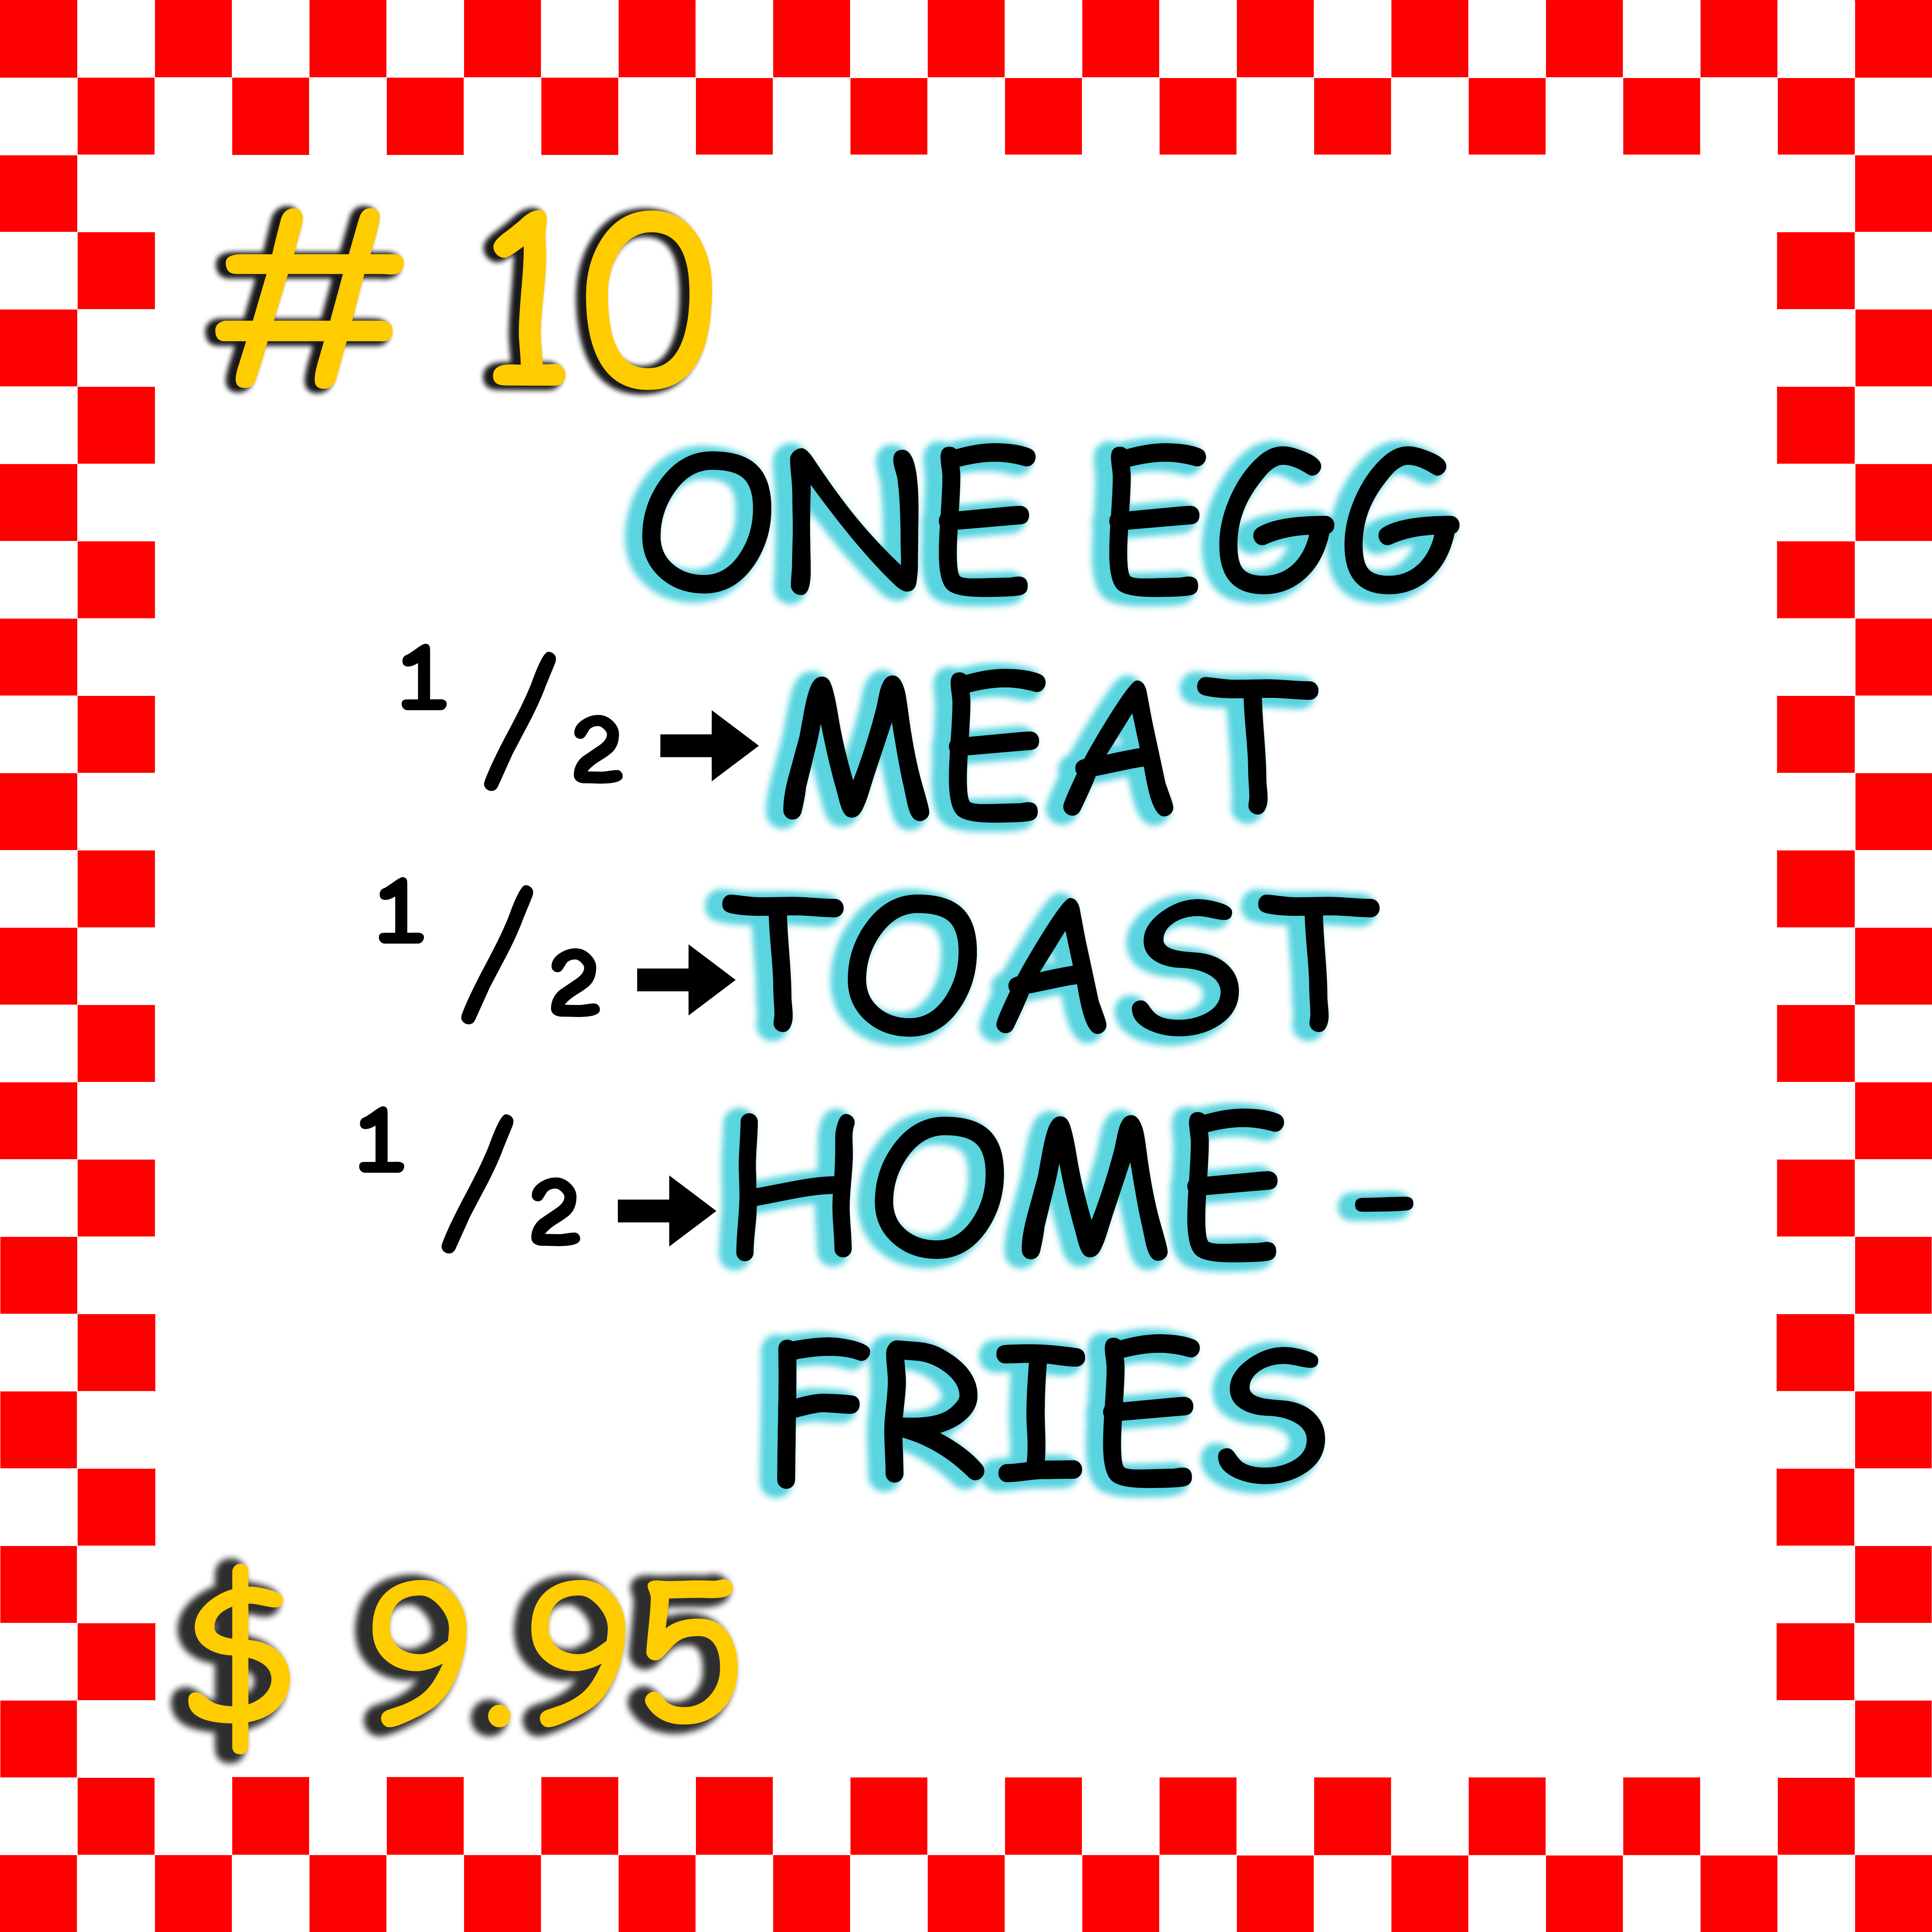 # 10
ONE EGG
1/2 → MEAT
1/2 → TOAST
1/2 → HOME -
FRIES
$ 9.95